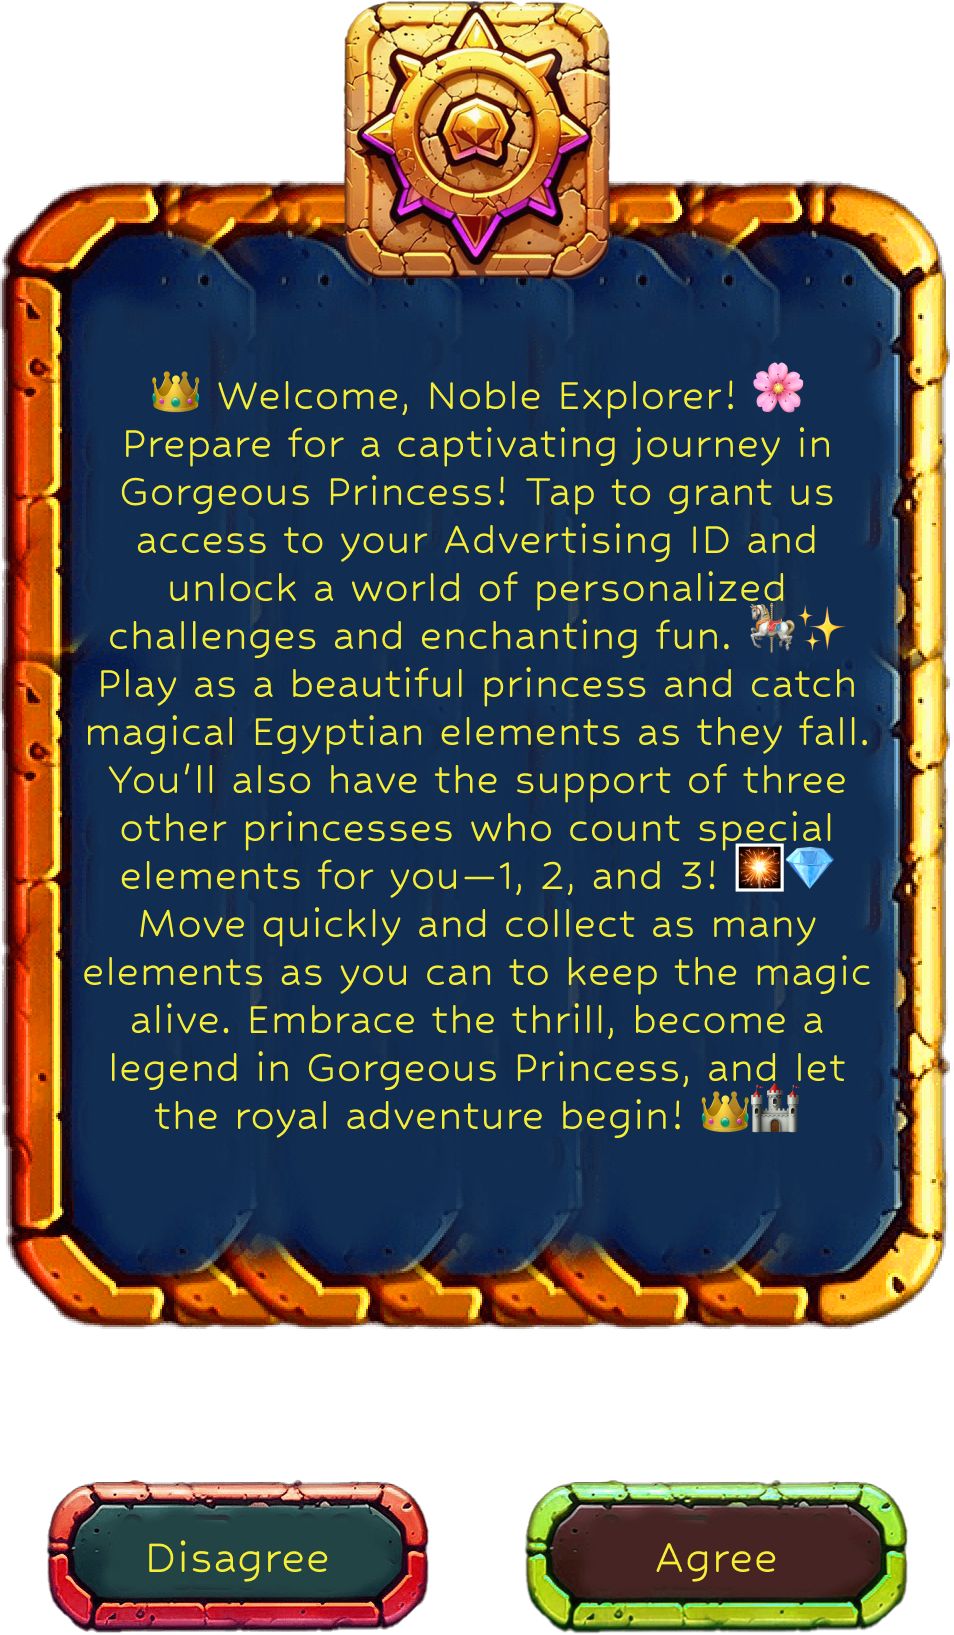 👑 Welcome, Noble Explorer! 🌸
Prepare for a captivating journey in
Gorgeous Princess! Tap to grant us
access to your Advertising ID and
unlock a world of personalized
challenges and enchanting fun. 🎠✨
Play as a beautiful princess and catch
magical Egyptian elements as they fall.
You’ll also have the support of three
other princesses who count special
elements for you—1, 2, and 3! 🎇💎
Move quickly and collect as many
elements as you can to keep the magic
alive. Embrace the thrill, become a
legend in Gorgeous Princess, and let
the royal adventure begin! 👑🏰
Disagree
Agree